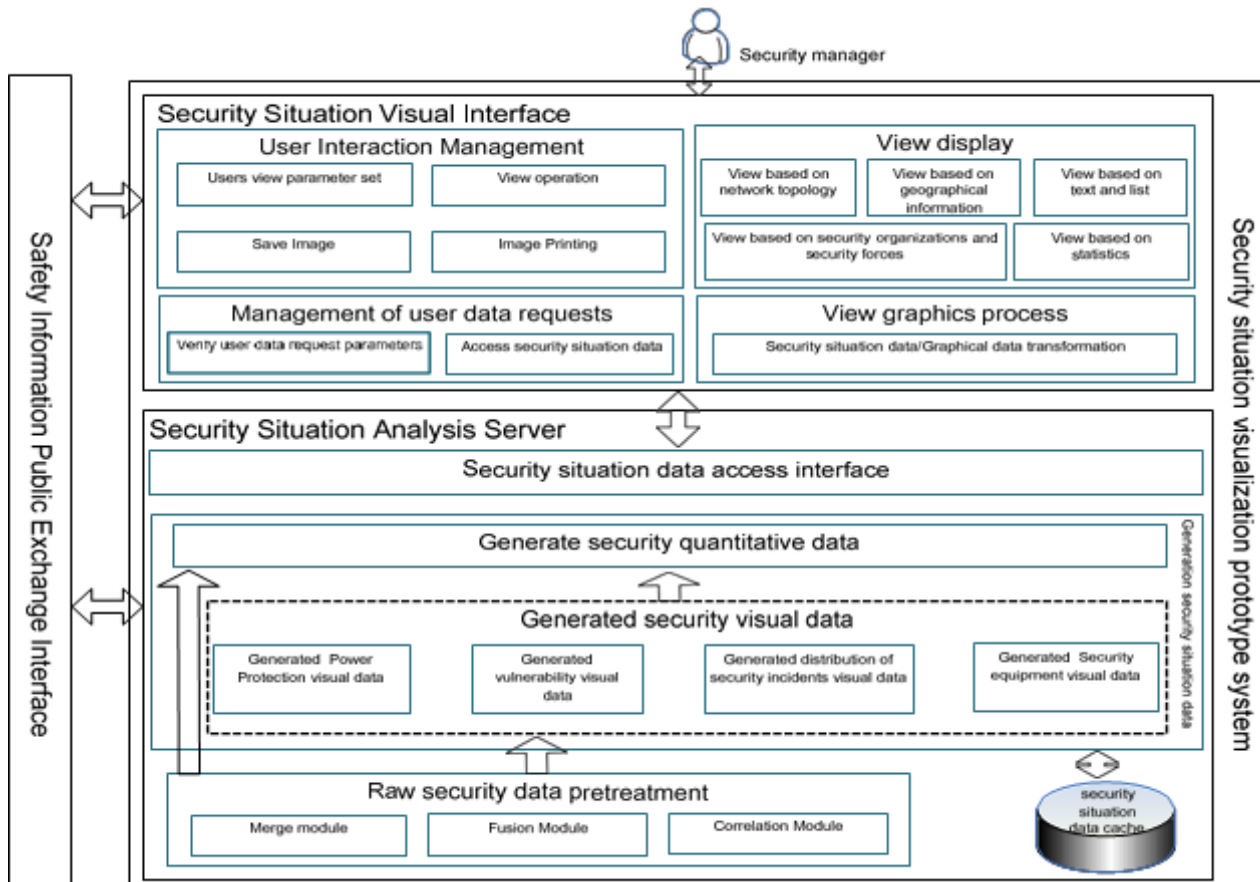 Security manager
Safety Information Public Exchange Interface
Security situation visualization prototype system
Security Situation Visual Interface
User Interaction Management
Users view parameter set
View operation
Save Image
Image Printing
View display
View based on
network topology
View based on
geographical
information
View based on
text and list
View based on security organizations and
security forces
View based on
statistics
Management of user data requests
Verity user data request parameters
Access security situation data
View graphics process
Security situation data/Graphical data transformation
Security Situation Analysis Server
Security situation data access interface
Generate security quantitative data
Generation security situation data
Generated security visual data
Generated Power
Protection visual data
Generated
vulnerability visual
data
Generated distribution of
security incidents visual data
Generated Security
equipment visual data
Raw security data pretreatment
Merge module
Fusion Module
Correlation Module
security
situation
data cache